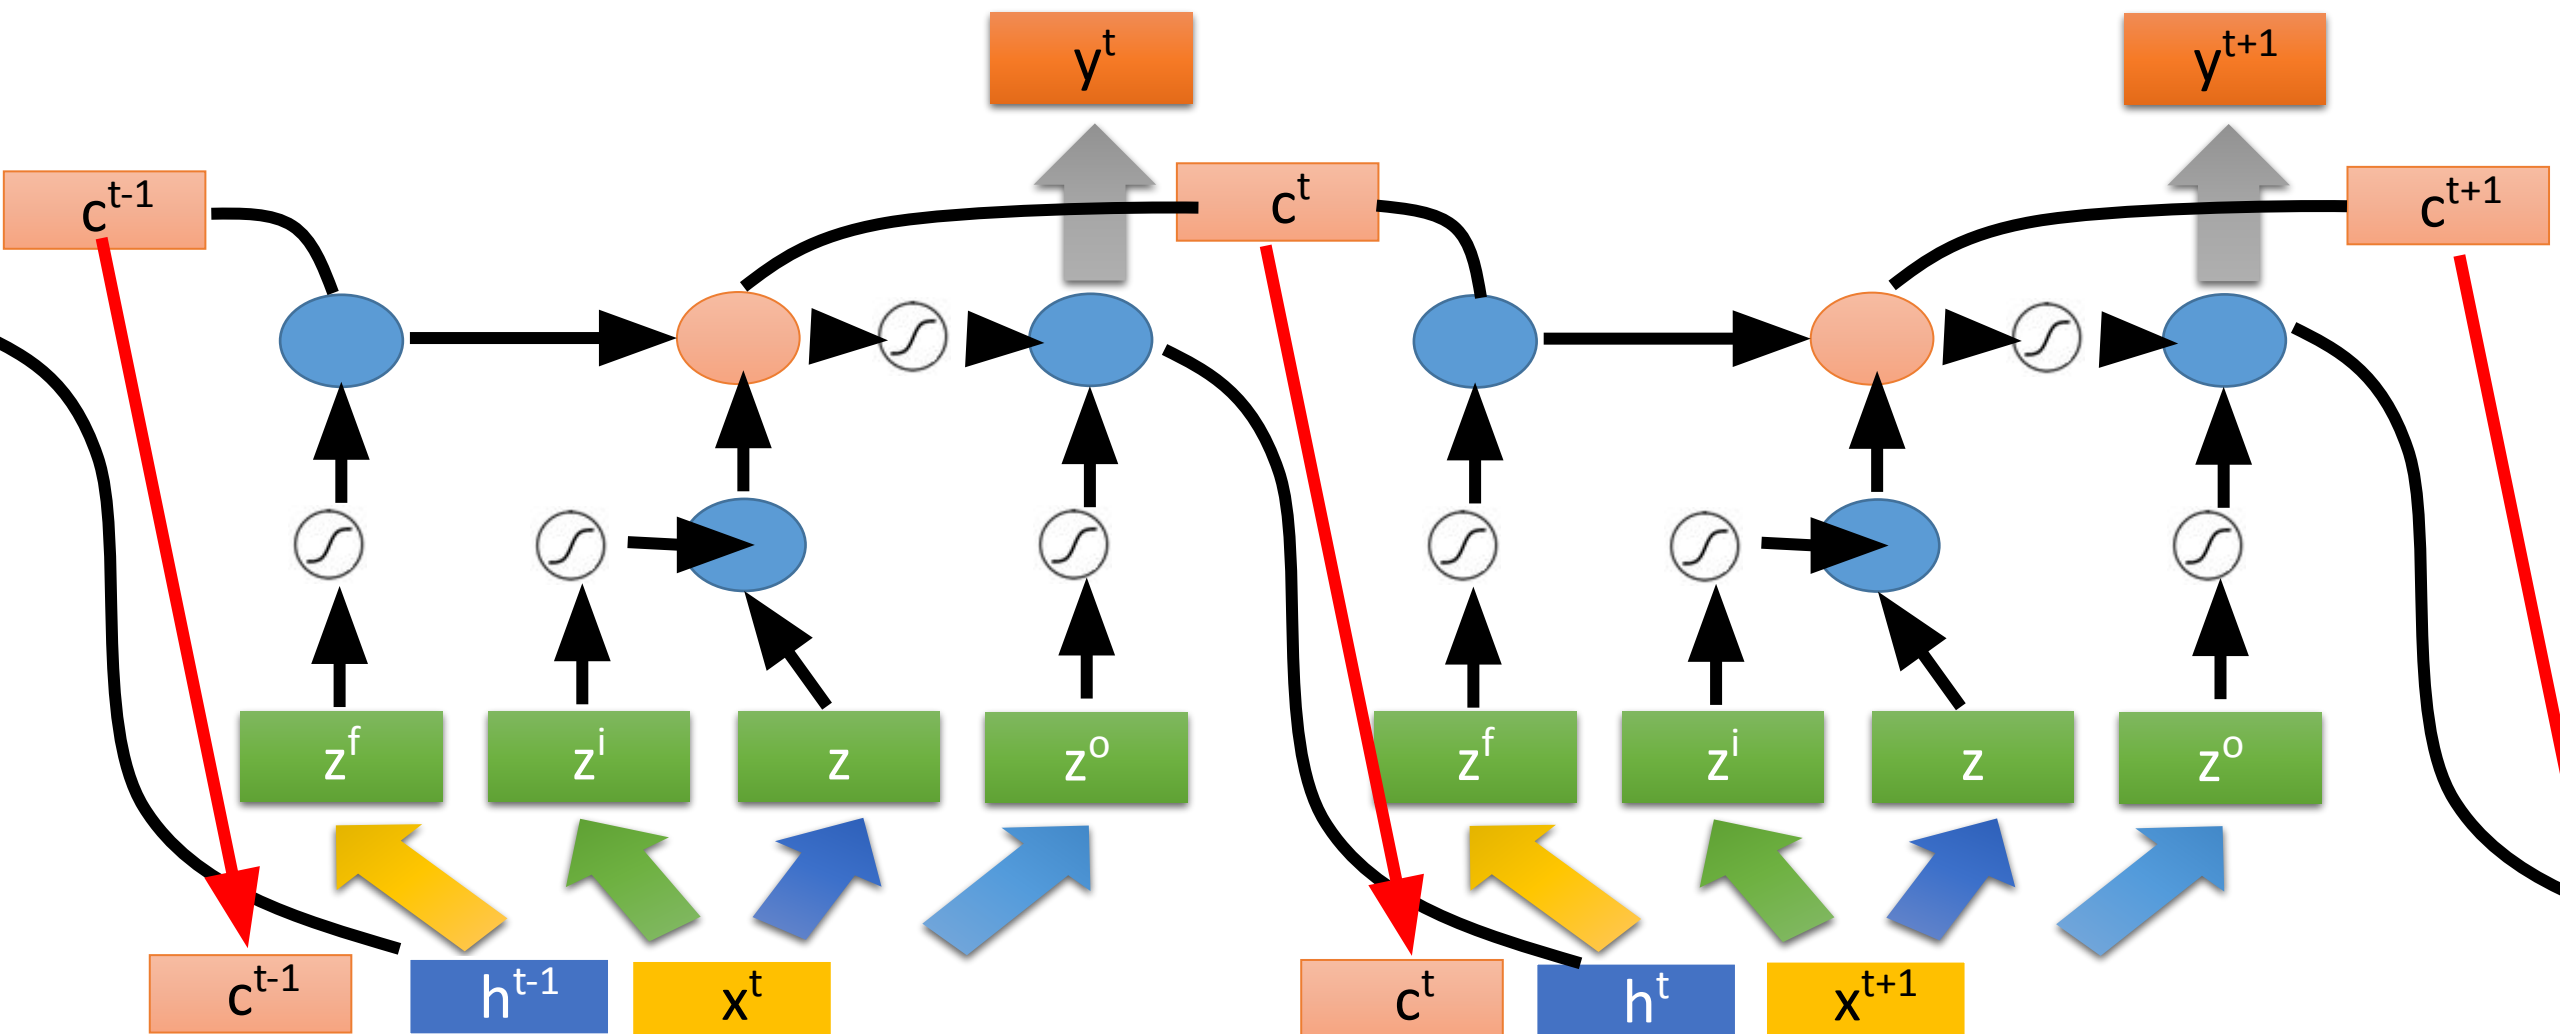 y^t y^{t+1}
c^{t-1} c^t c^{t+1}
z^f z^i z z^o z^f z^i z z^o
c^{t-1} h^{t-1} x^t c^t h^t x^{t+1}